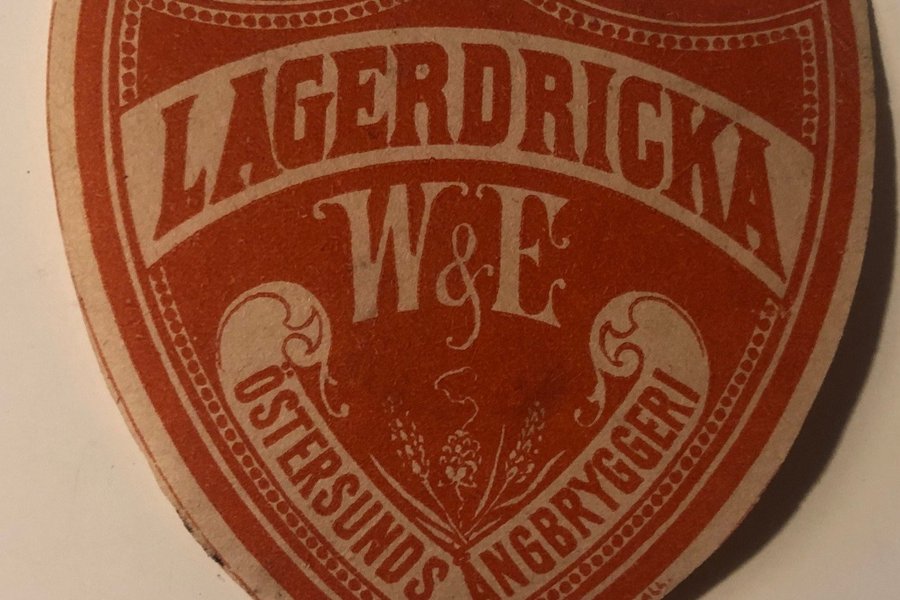 LAGERDRICKA
W & E
ÖSTERSUNDS ÅNGBRYGGERI